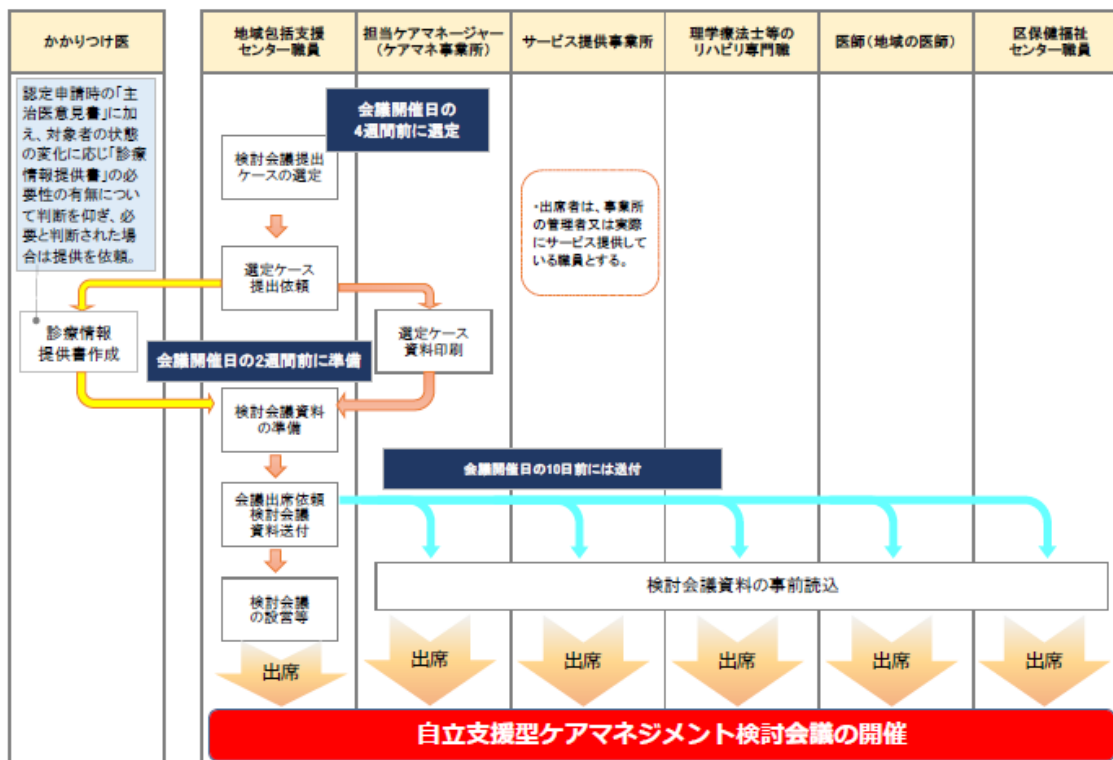 かかりつけ医
地域包括支援
センター職員
担当ケアマネージャー
(ケアマネ事業所)
サービス提供事業所
理学療法士等の
リハビリ専門職
医師(地域の医師)
区保健福祉
センター職員
認定申請時の「主
治医意見書」に加
え、対象者の状態
の変化に応じ「診療
情報提供書」の必
要性の有無につい
て判断を仰ぎ、必
要と判断された場
合は提供を依頼。
会議開催日の
4週間前に選定
検討会議提出
ケースの選定
・出席者は、事業所
の管理者又は実際
にサービス提供して
いる職員とする。
選定ケース
提出依頼
診療情報
提供書作成
選定ケース
資料印刷
会議開催日の2週間前に準備
検討会議資料
の準備
会議開催日の10日前には送付
会議出席依頼
検討会議
資料送付
検討会議資料の事前読込
検討会議
の設営等
出席
出席
出席
出席
出席
出席
自立支援型ケアマネジメント検討会議の開催